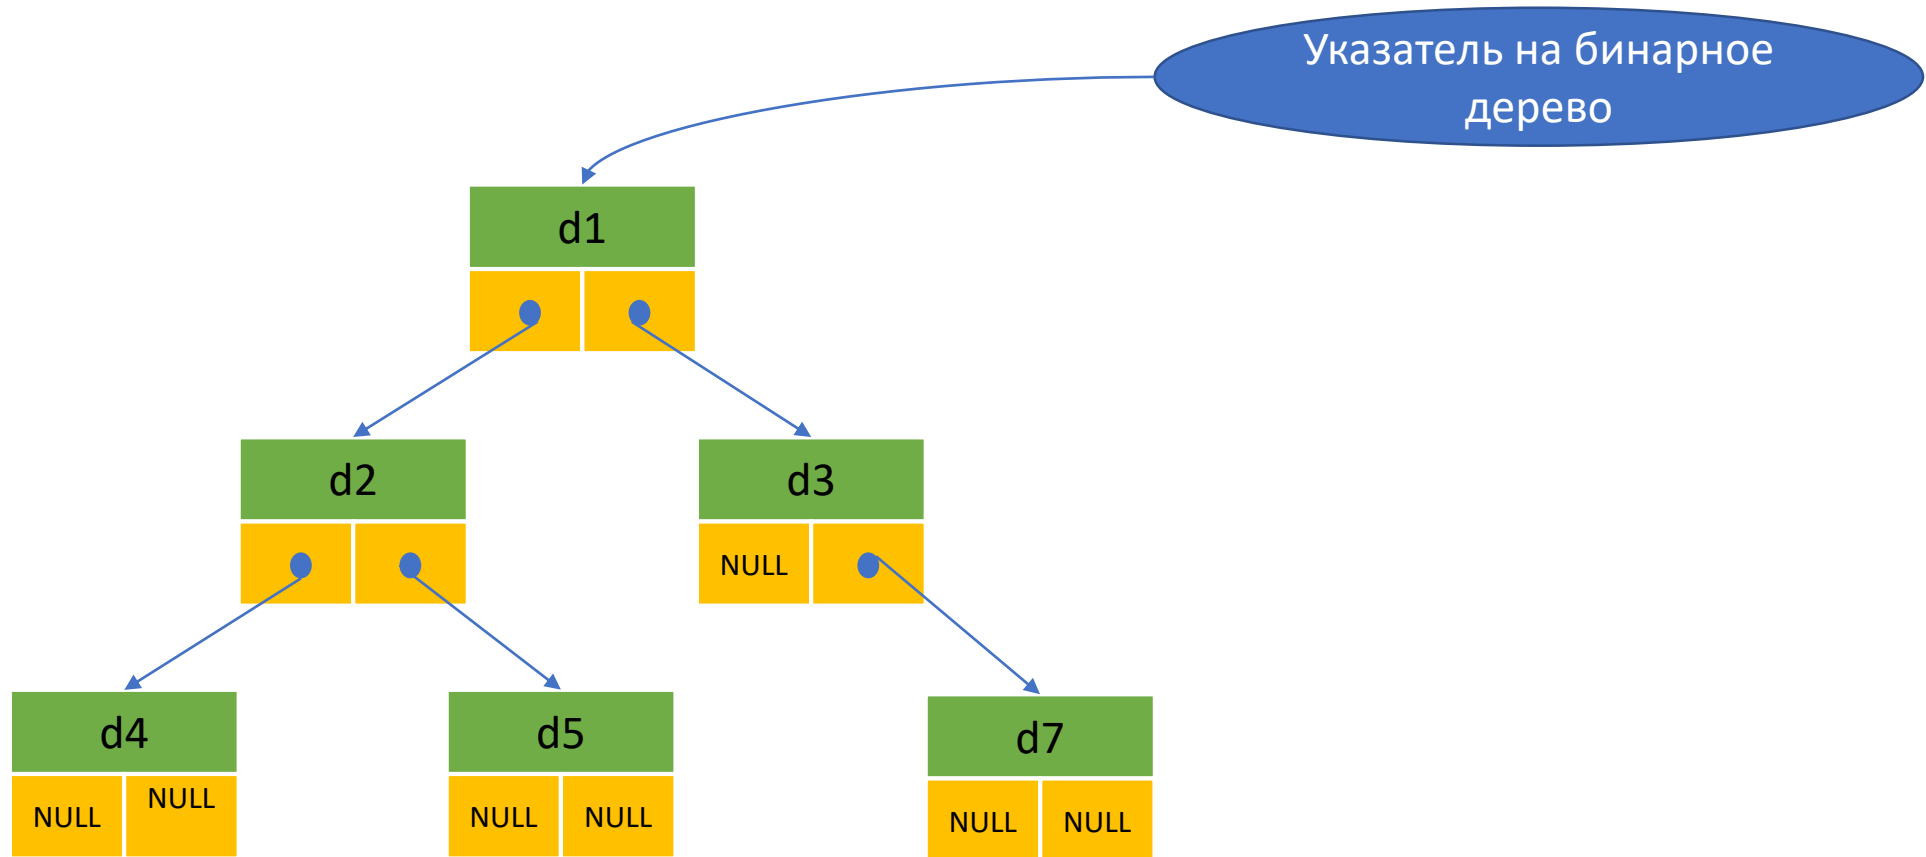 Указатель на бинарное
дерево
d1
d2
d3
NULL
d4
d5
d7
NULL
NULL
NULL
NULL
NULL
NULL